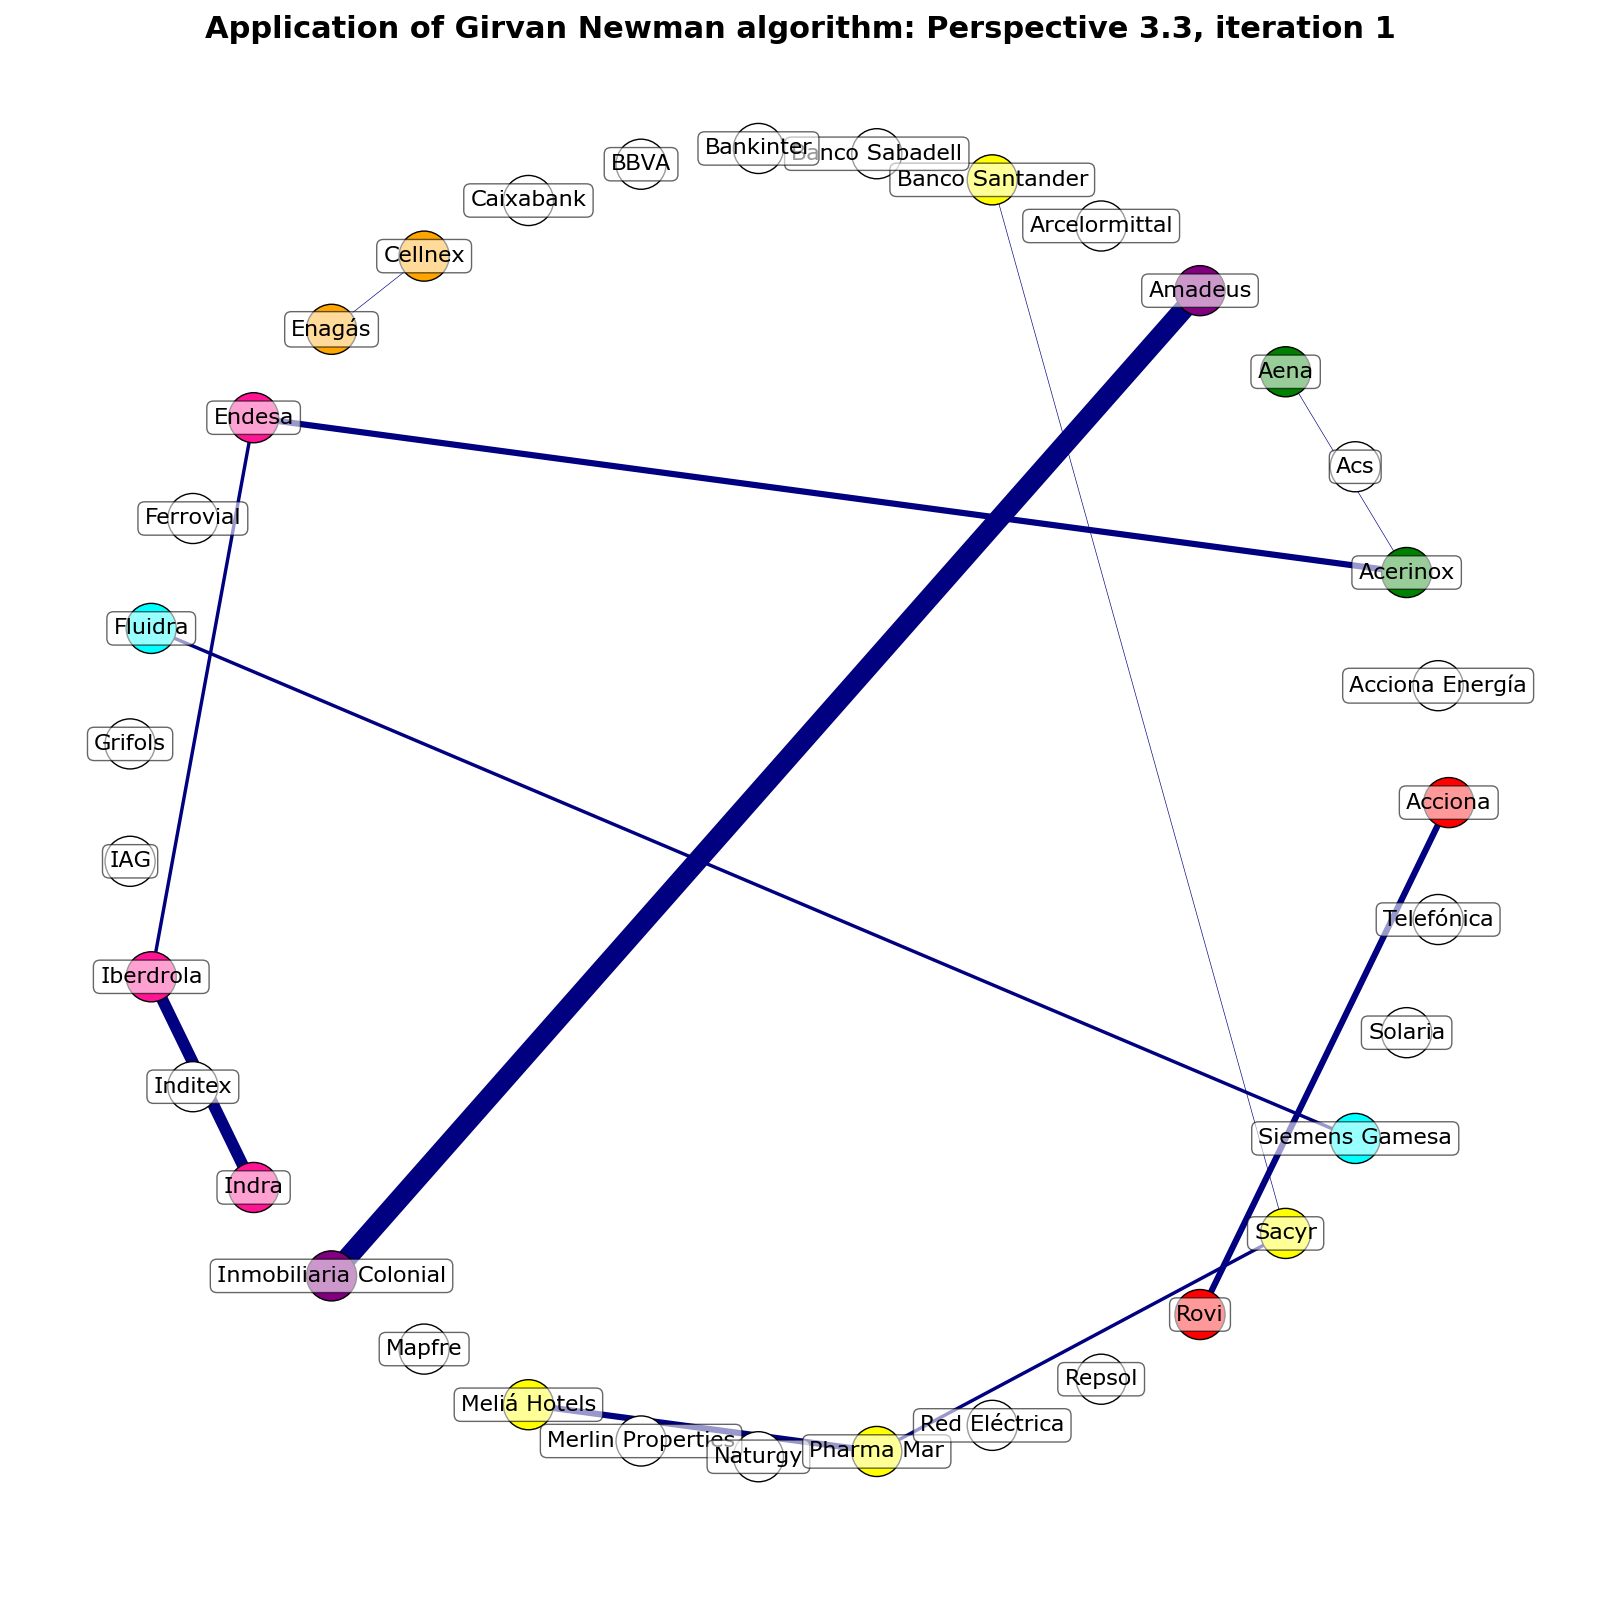 Application of Girvan Newman algorithm: Perspective 3.3, iteration 1
Bankinter
Banco Sabadell
BBVA
Banco Santander
Caixabank
Arcelormittal
Cellnex
Amadeus
Enagás
Aena
Endesa
Acs
Ferrovial
Acerinox
Fluidra
Acciona Energía
Grifols
Acciona
IAG
Telefónica
Iberdrola
Solaria
Inditex
Siemens Gamesa
Indra
Sacyr
Inmobiliaria Colonial
Rovi
Mapfre
Repsol
Meliá Hotels
Red Eléctrica
Merlin Properties
Pharma Mar
Naturgy